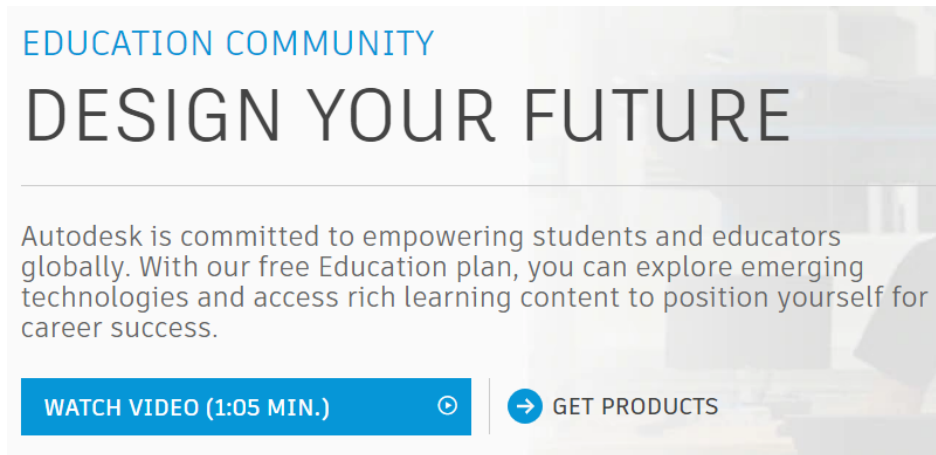 EDUCATION COMMUNITY
DESIGN YOUR FUTURE
Autodesk is committed to empowering students and educators
globally. With our free Education plan, you can explore emerging
technologies and access rich learning content to position yourself for
career success.
WATCH VIDEO (1:05 MIN.)
GET PRODUCTS